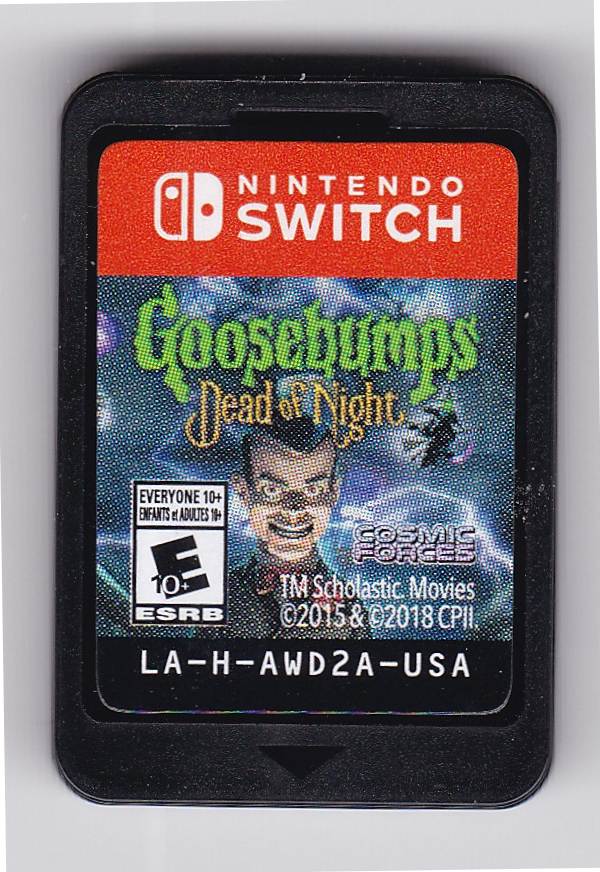 NINTENDO
SWITCH
Goosebumps
Dead of Night
EVERYONE 10+
ENFANTS et ADULTES 10+
E
10+
ESRB
COSMIC
FORCES
TM Scholastic. Movies
©2015 & ©2018 CPII.
LA-H-AWD2A-USA